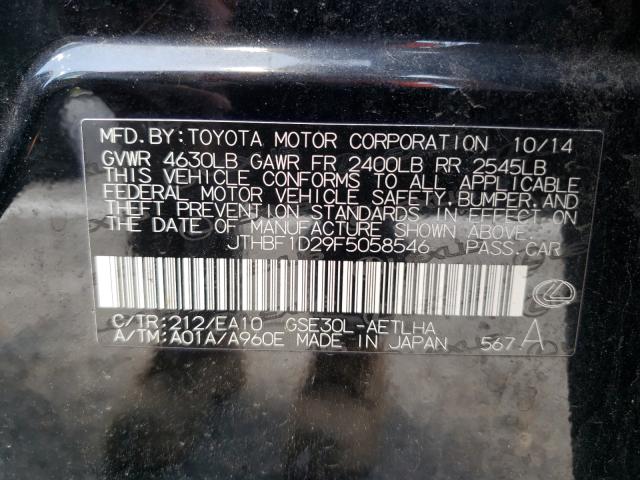 MFD.BY:TOYOTA MOTOR CORPORATION 10/14
GVWR 4630LB GAWR FR 2400LB RR 2545LB
THIS VEHICLE CONFORMS TO ALL APPLICABLE
FEDERAL MOTOR VEHICLE SAFETY,BUMPER,AND
THEFT PREVENTION STANDARDS IN EFFECT ON
THE DATE OF MANUFACTURE SHOWN ABOVE.
JTHBF1D29F5058546 PASS.CAR
C/TR:212/EA10 GSE30L-AETLHA
A/TM:A01A/A960E MADE IN JAPAN 567 A